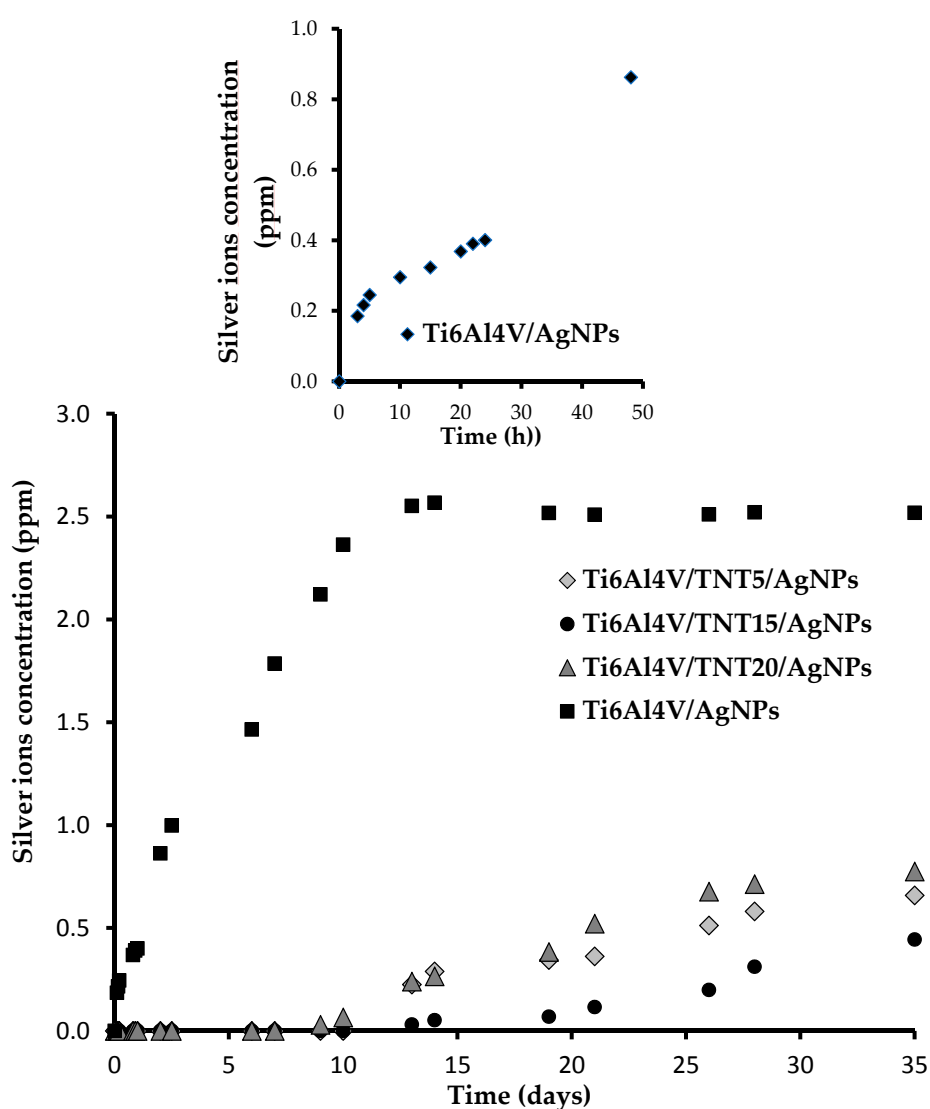 Silver ions concentration
(ppm)
1.0
0.8
0.6
0.4
0.2
0.0
Ti6Al4V/AgNPs
0 10 20 30 40 50
Time (h))
Silver ions concentration (ppm)
3.0
2.5
2.0
1.5
1.0
0.5
0.0
Ti6Al4V/TNT5/AgNPs
Ti6Al4V/TNT15/AgNPs
Ti6Al4V/TNT20/AgNPs
Ti6Al4V/AgNPs
0 5 10 15 20 25 30 35
Time (days)